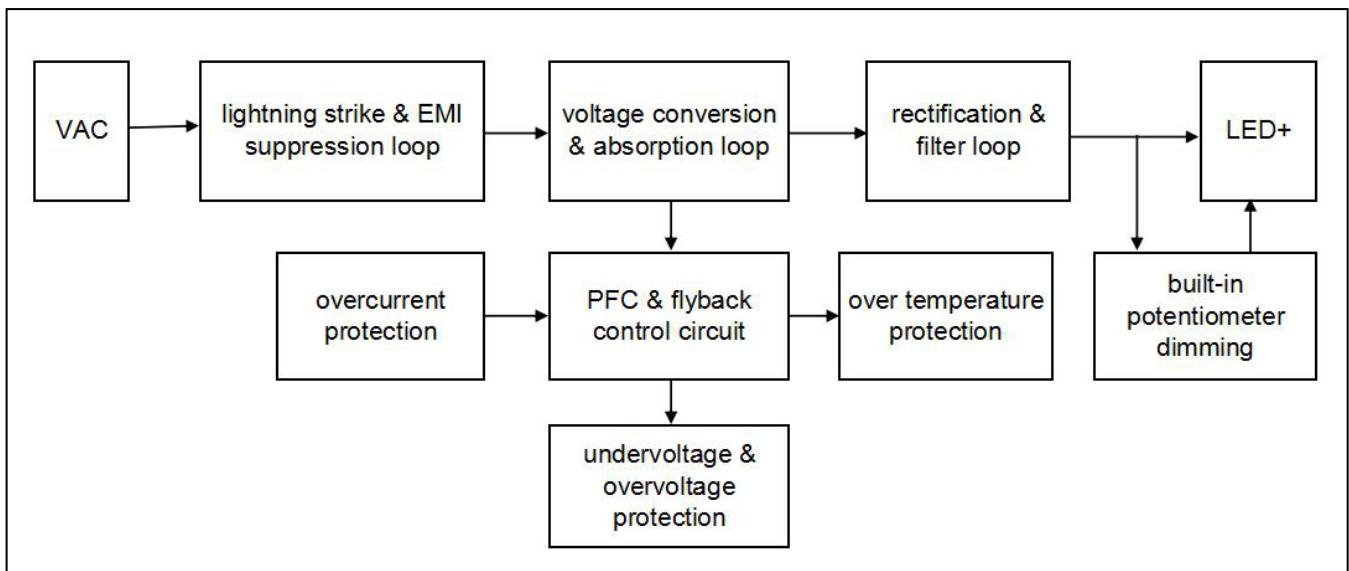 VAC
lightning strike & EMI
suppression loop
voltage conversion
& absorption loop
rectification &
filter loop
LED+
overcurrent
protection
PFC & flyback
control circuit
over temperature
protection
built-in
potentiometer
dimming
undervoltage &
overvoltage
protection